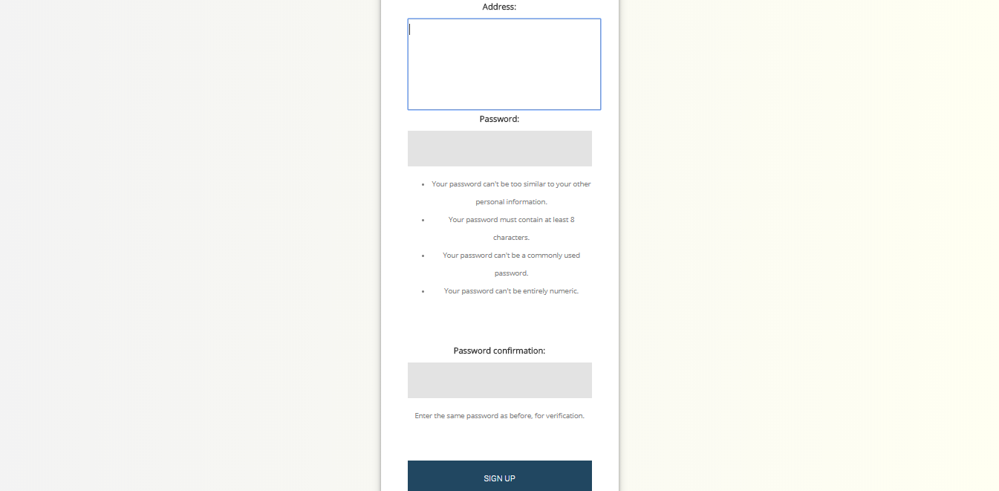 Address:
Password:
• Your password can't be too similar to your other
personal information.
• Your password must contain at least 8
characters.
• Your password can't be a commonly used
password.
• Your password can't be entirely numeric.
Password confirmation:
Enter the same password as before, for verification.
SIGN UP